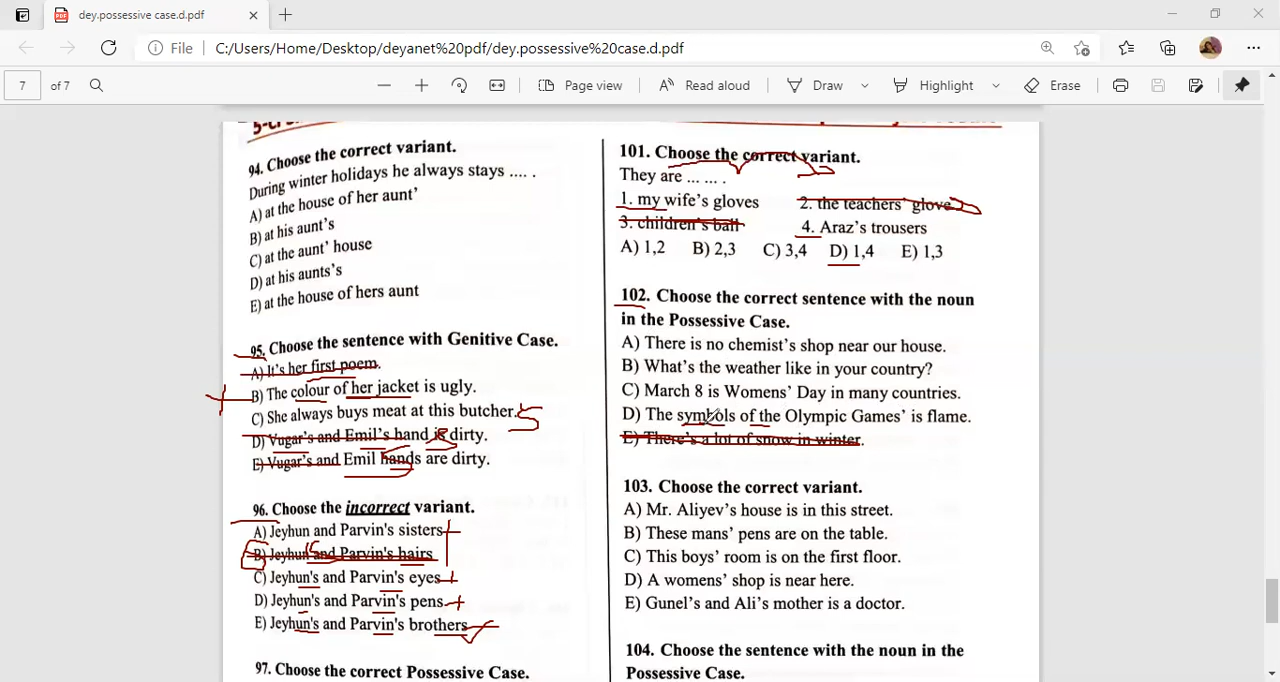 dey.possessive case.d.pdf
File
C:/Users/Home/Desktop/deyanet%20pdf/dey.possessive%20case.d.pdf
7 of 7
Page view
Read aloud
Draw
Highlight
Erase
94. Choose the correct variant.
During winter holidays he always stays .... .
A) at the house of her aunt'
B) at his aunt's
C) at the aunt' house
D) at his aunts's
E) at the house of hers aunt
95. Choose the sentence with Genitive Case.
A) It's her first poem.
B) The colour of her jacket is ugly.
C) She always buys meat at this butcher.
D) Vugar's and Emil's hand is dirty.
E) Vugar's and Emil hands are dirty.
96. Choose the incorrect variant.
A) Jeyhun and Parvin's sisters
B) Jeyhun and Parvin's hairs
C) Jeyhun's and Parvin's eyes
D) Jeyhun's and Parvin's pens
E) Jeyhun's and Parvin's brothers
97. Choose the correct Possessive Case.
101. Choose the correct variant.
They are ... ... .
1. my wife's gloves 2. the teachers' glove
3. children's ball 4. Araz's trousers
A) 1,2 B) 2,3 C) 3,4 D) 1,4 E) 1,3
102. Choose the correct sentence with the noun
in the Possessive Case.
A) There is no chemist's shop near our house.
B) What's the weather like in your country?
C) March 8 is Womens' Day in many countries.
D) The symbols of the Olympic Games' is flame.
E) There's a lot of snow in winter.
103. Choose the correct variant.
A) Mr. Aliyev's house is in this street.
B) These mans' pens are on the table.
C) This boys' room is on the first floor.
D) A womens' shop is near here.
E) Gunel's and Ali's mother is a doctor.
104. Choose the sentence with the noun in the
Possessive Case.